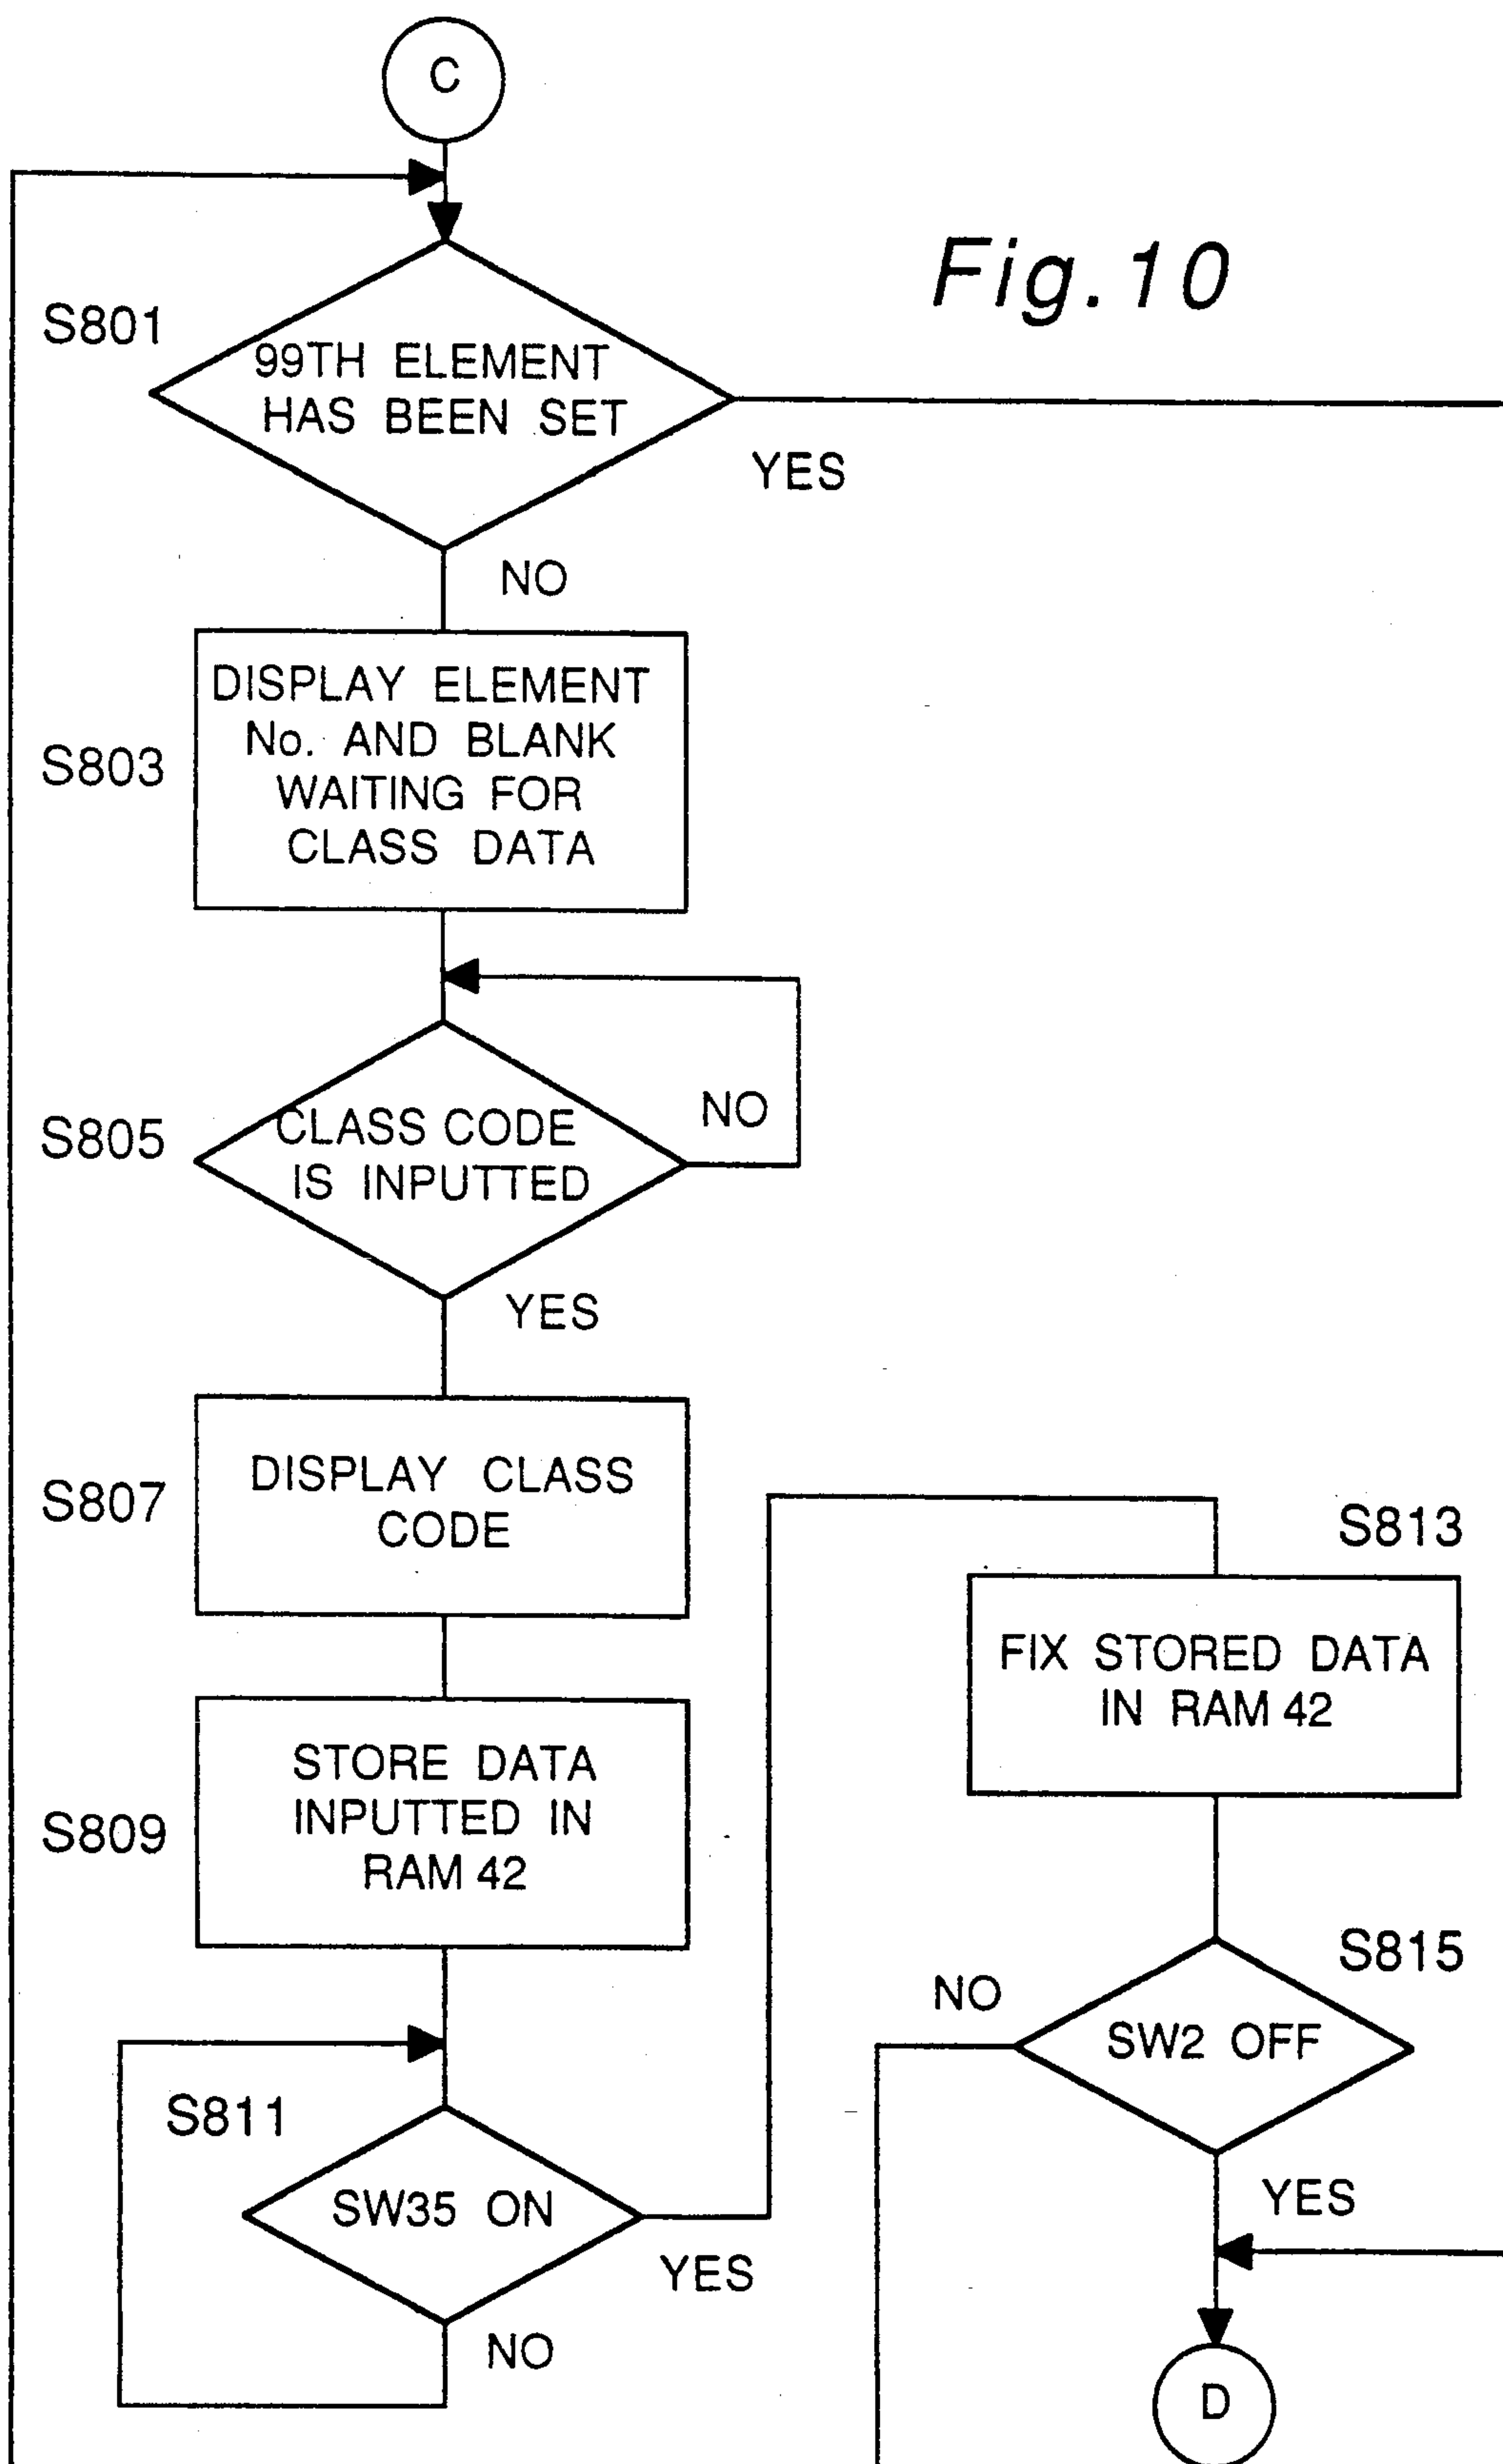 C
Fig.10
S801
99TH ELEMENT
HAS BEEN SET
YES
NO
S803
DISPLAY ELEMENT
No. AND BLANK
WAITING FOR
CLASS DATA
S805
CLASS CODE
IS INPUTTED
NO
YES
S807
DISPLAY CLASS
CODE
S809
STORE DATA
INPUTTED IN
RAM 42
S811
SW35 ON
YES
NO
S813
FIX STORED DATA
IN RAM 42
S815
NO
SW2 OFF
YES
D